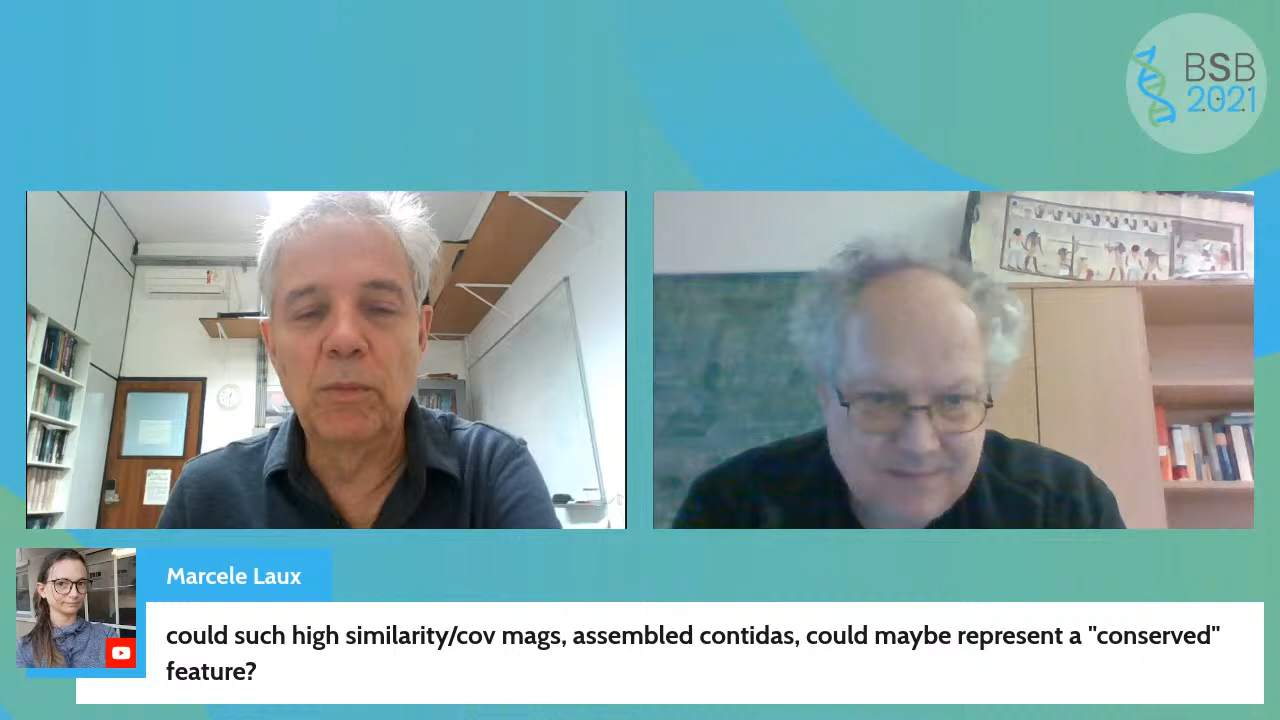 BSB
2021
Marcele Laux
could such high similarity/cov mags, assembled contidas, could maybe represent a "conserved"
feature?